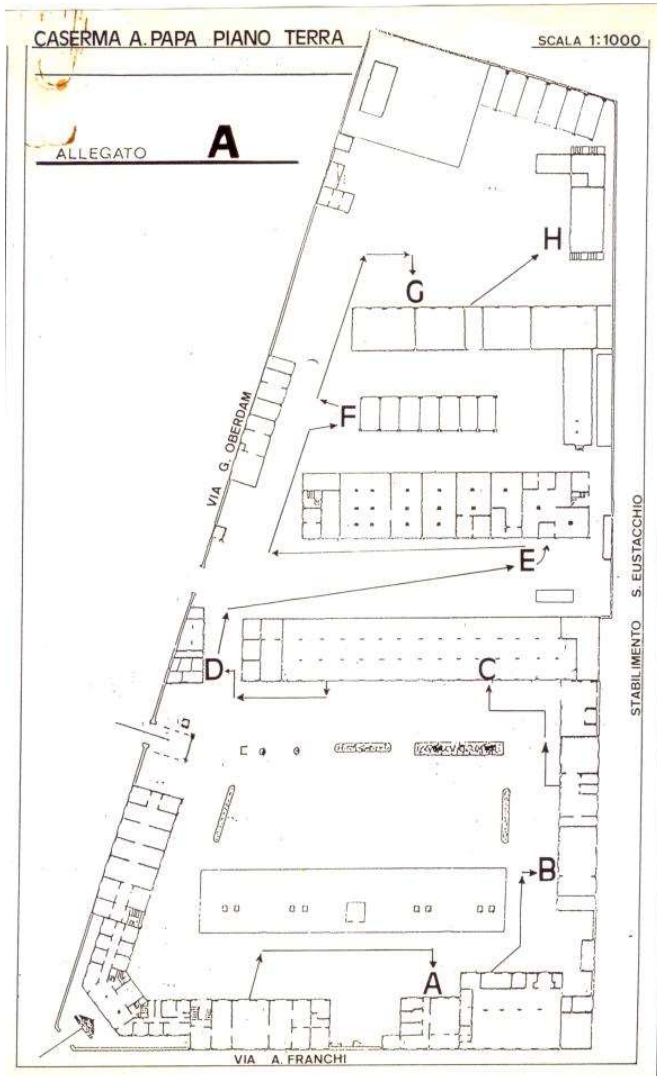 CASERMA A. PAPA PIANO TERRA
SCALA 1:1000
ALLEGATO A
H
G
VIA G. OBERDAM
F
E
STABILIMENTO S. EUSTACCHIO
D
C
B
A
VIA A. FRANCHI